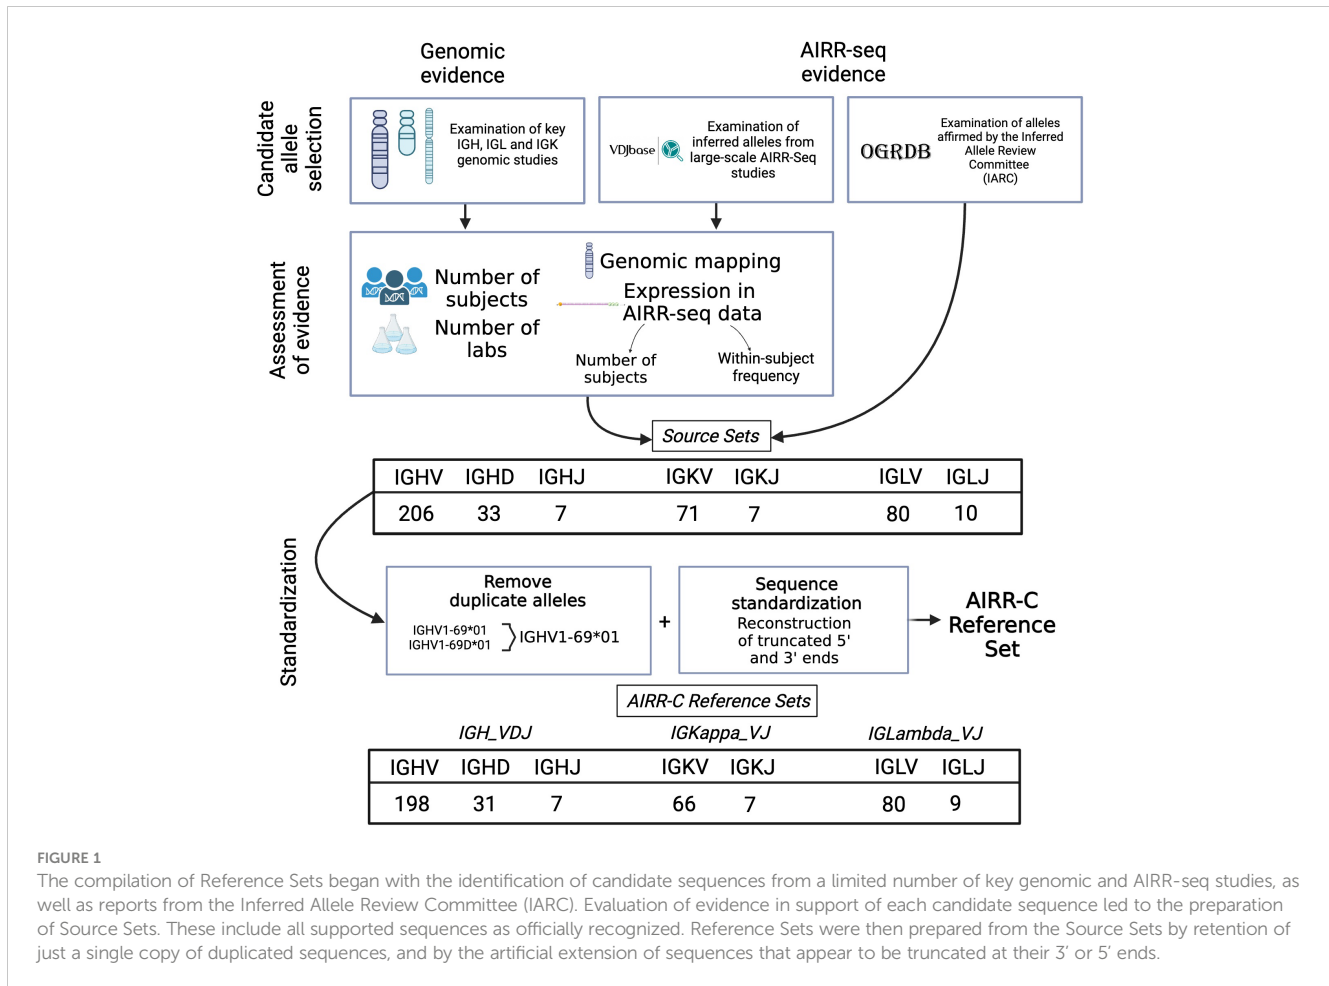 Genomic
evidence
AIRR-seq
evidence
Candidate
allele
selection
Examination of key
IGH, IGL and IGK
genomic studies
VDJbase
Examination of
inferred alleles from
large-scale AIRR-Seq
studies
OGRDB
Examination of alleles
affirmed by the Inferred
Allele Review
Committee
(IARC)
Assessment
of evidence
Number of
subjects
Number of
labs
Genomic mapping
Expression in
AIRR-seq data
Number of
subjects
Within-subject
frequency
Source Sets
IGHV IGHD IGHJ IGKV IGKJ IGLV IGLJ
206 33 7 71 7 80 10
Standardization
Remove
duplicate alleles
IGHV1-69*01
IGHV1-69D*01
IGHV1-69*01
+
Sequence
standardization
Reconstruction
of truncated 5'
and 3' ends
AIRR-C
Reference
Set
AIRR-C Reference Sets
IGH_VDJ IGKappa_VJ IGLambda_VJ
IGHV IGHD IGHJ IGKV IGKJ IGLV IGLJ
198 31 7 66 7 80 9
FIGURE 1
The compilation of Reference Sets began with the identification of candidate sequences from a limited number of key genomic and AIRR-seq studies, as
well as reports from the Inferred Allele Review Committee (IARC). Evaluation of evidence in support of each candidate sequence led to the preparation
of Source Sets. These include all supported sequences as officially recognized. Reference Sets were then prepared from the Source Sets by retention of
just a single copy of duplicated sequences, and by the artificial extension of sequences that appear to be truncated at their 3’ or 5’ ends.